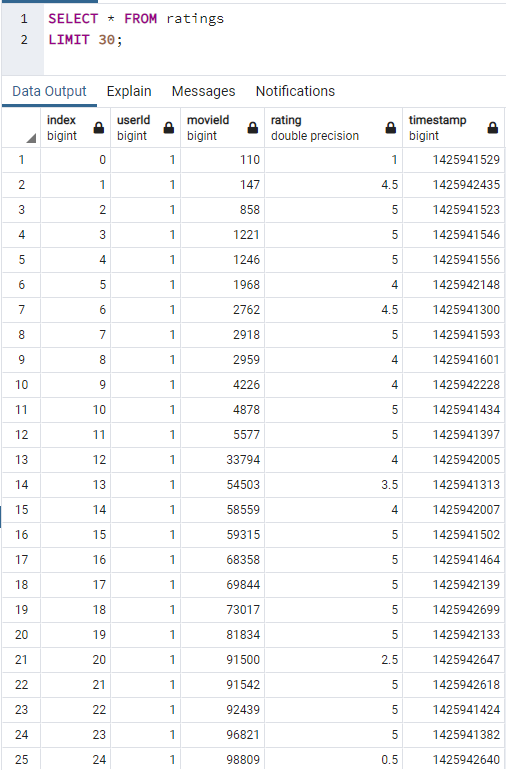 1 SELECT * FROM ratings
2 LIMIT 30;
Data Output Explain Messages Notifications
index userId movieId rating timestamp
bigint bigint bigint double precision bigint
1 0 1 110 1 1425941529
2 1 1 147 4.5 1425942435
3 2 1 858 5 1425941523
4 3 1 1221 5 1425941546
5 4 1 1246 5 1425941556
6 5 1 1968 4 1425942148
7 6 1 2762 4.5 1425941300
8 7 1 2918 5 1425941593
9 8 1 2959 4 1425941601
10 9 1 4226 4 1425942228
11 10 1 4878 5 1425941434
12 11 1 5577 5 1425941397
13 12 1 33794 4 1425942005
14 13 1 54503 3.5 1425941313
15 14 1 58559 4 1425942007
16 15 1 59315 5 1425941502
17 16 1 68358 5 1425941464
18 17 1 69844 5 1425942139
19 18 1 73017 5 1425942699
20 19 1 81834 5 1425942133
21 20 1 91500 2.5 1425942647
22 21 1 91542 5 1425942618
23 22 1 92439 5 1425941424
24 23 1 96821 5 1425941382
25 24 1 98809 0.5 1425942640